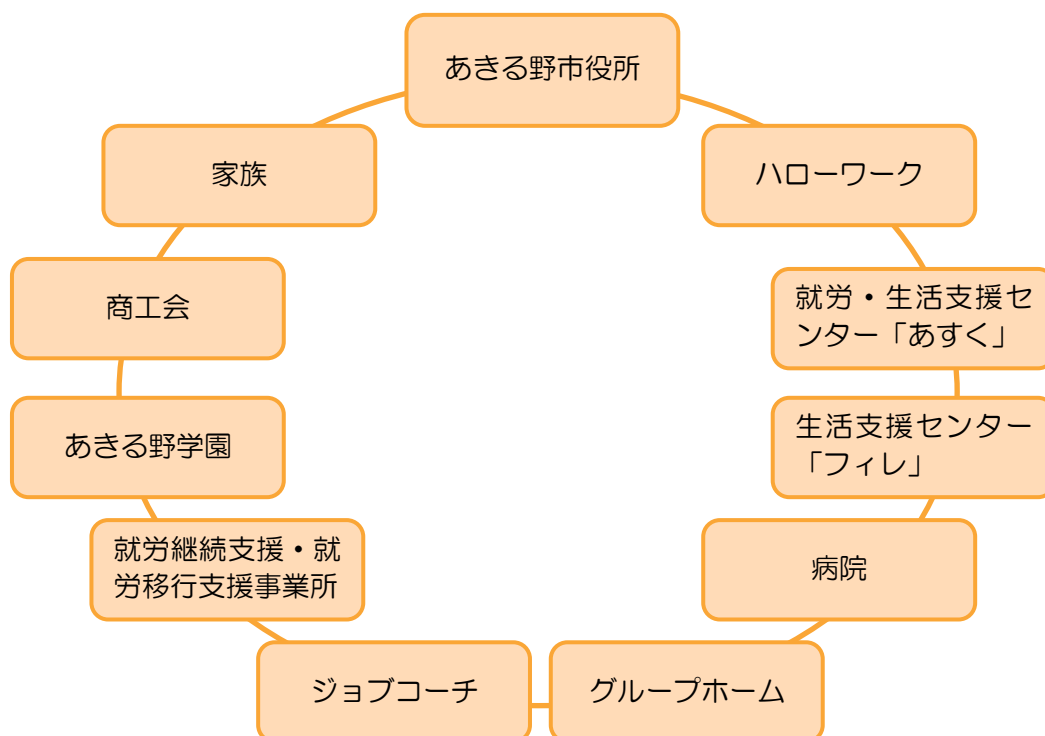 あきる野市役所
家族
ハローワーク
商工会
就労・生活支援セ
ンター「あすく」
あきる野学園
生活支援センター
「フィレ」
就労継続支援・就
労移行支援事業所
病院
ジョブコーチ
グループホーム